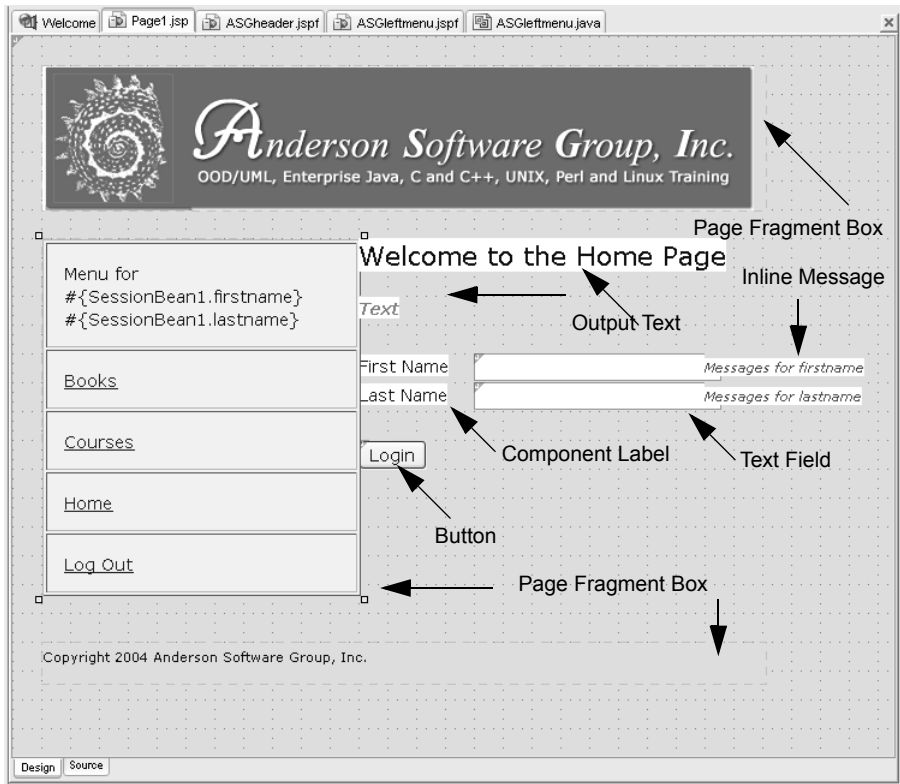 Welcome Page1.jsp ASGheader.jspf ASGleftmenu.jspf ASGleftmenu.java
Anderson Software Group, Inc.
OOD/UML, Enterprise Java, C and C++, UNIX, Perl and Linux Training
Page Fragment Box
Welcome to the Home Page
Inline Message
Menu for
#{SessionBean1.firstname}
#{SessionBean1.lastname}
Text
Output Text
First Name Messages for firstname
Last Name Messages for lastname
Books
Courses
Login
Component Label
Text Field
Home
Button
Log Out
Page Fragment Box
Copyright 2004 Anderson Software Group, Inc.
Design Source